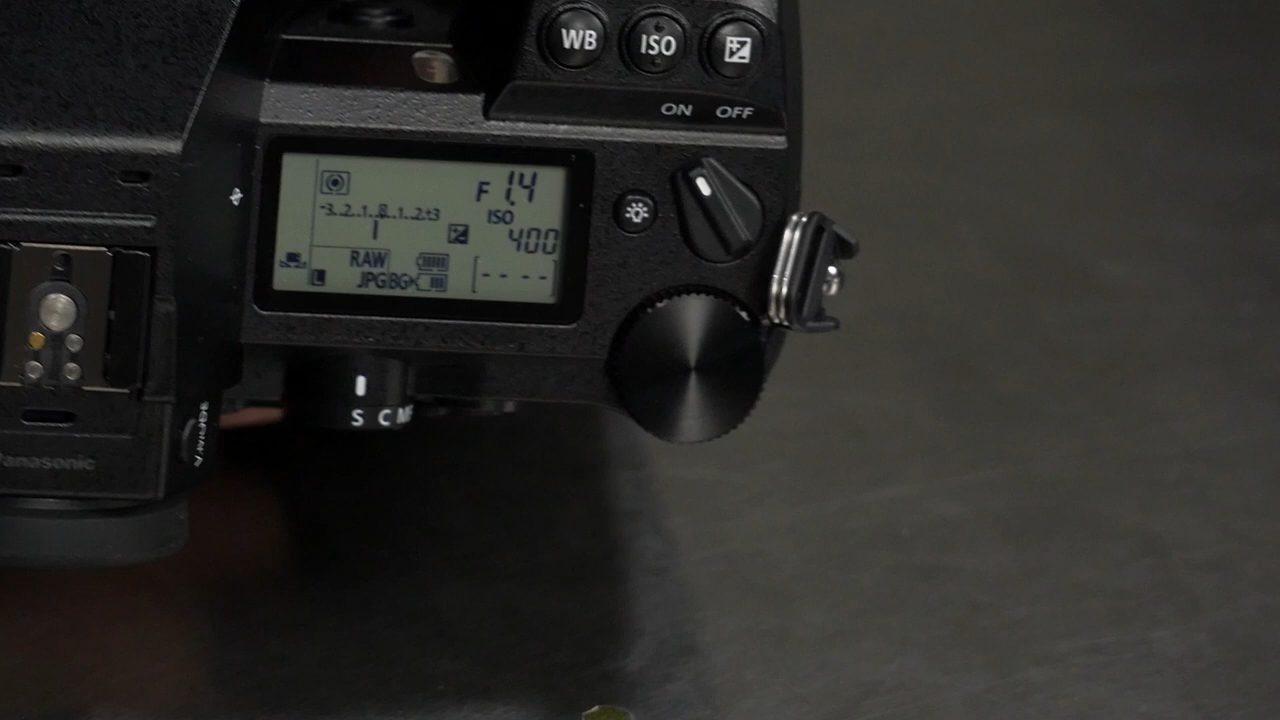 WB ISO
ON OFF
F 1.4
-3..2..1..0..1..2..+3
ISO
400
RAW
L JPG BG
[- - - -]
S C MF
Panasonic